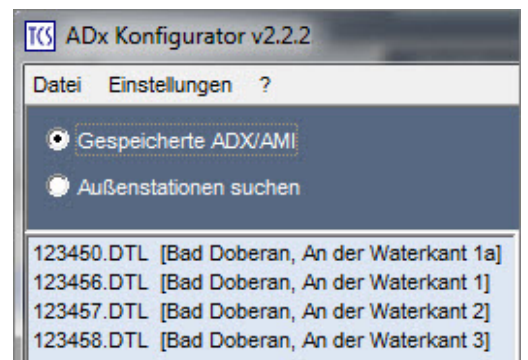 TCS ADx Konfigurator v2.2.2
Datei Einstellungen ?
Gespeicherte ADX/AMI
Außenstationen suchen
123450.DTL [Bad Doberan, An der Waterkant 1a]
123456.DTL [Bad Doberan, An der Waterkant 1]
123457.DTL [Bad Doberan, An der Waterkant 2]
123458.DTL [Bad Doberan, An der Waterkant 3]